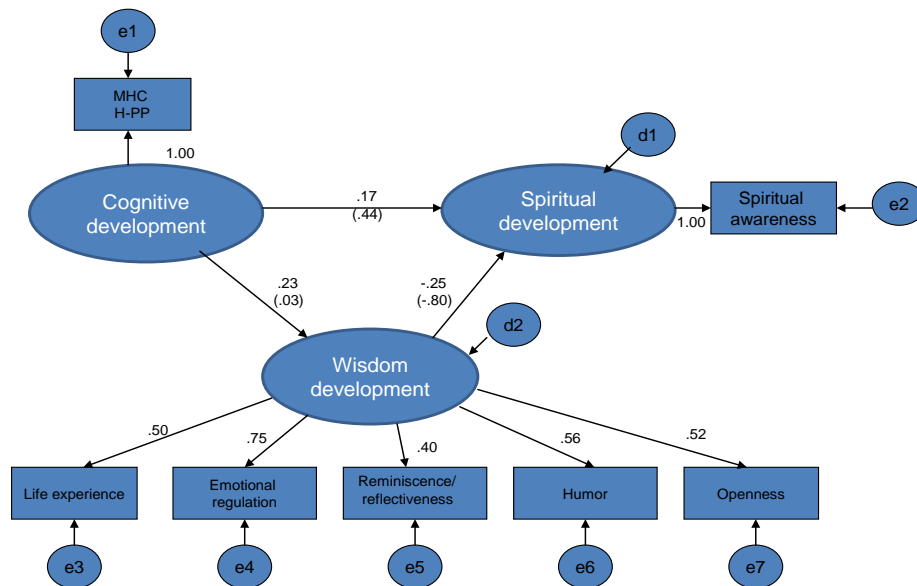 e1
MHC
H-PP
1.00
d1
Cognitive
development
.17
(.44)
Spiritual
development
1.00
Spiritual
awareness
e2
.23
(.03)
-.25
(-.80)
d2
Wisdom
development
.50
.75
.40
.56
.52
Life experience
Emotional
regulation
Reminiscence/
reflectiveness
Humor
Openness
e3
e4
e5
e6
e7